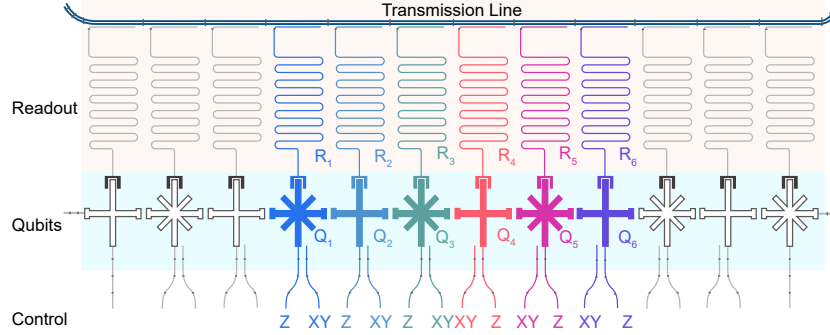 Transmission Line
Readout
R₁ R₂ R₃ R₄ R₅ R₆
Qubits
Q₁ Q₂ Q₃ Q₄ Q₅ Q₆
Control
Z XY Z XY Z XY XY Z XY Z XY Z